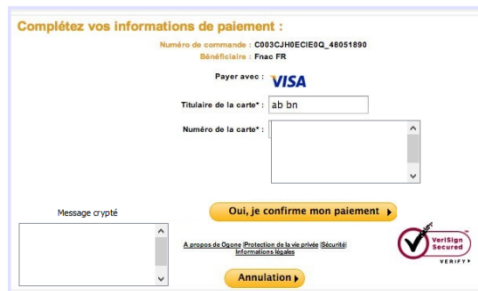 Complétez vos informations de paiement :
Numéro de commande : C003CJH0ECIE0Q_48051890
Bénéficiaire : Fnac FR
Payer avec : VISA
Titulaire de la carte* : ab bn
Numéro de la carte* :
Message crypté
Oui, je confirme mon paiement
A propos de Ogone |Protection de la vie privée |Sécurité|
Informations légales
VeriSign
Secured
VERIFY
Annulation